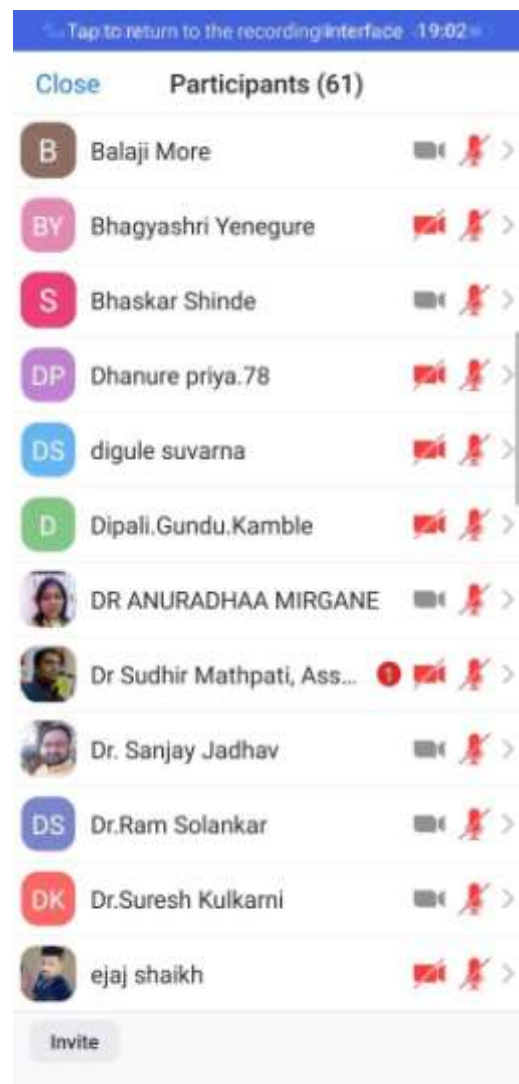 Tap to return to the recording interface 19:02
Close Participants (61)
B Balaji More
BY Bhagyashri Yenegure
S Bhaskar Shinde
DP Dhanure priya.78
DS digule suvarna
D Dipali.Gundu.Kamble
DR ANURADHAA MIRGANE
Dr Sudhir Mathpati, Ass... 1
Dr. Sanjay Jadhav
DS Dr.Ram Solankar
DK Dr.Suresh Kulkarni
ejaj shaikh
Invite